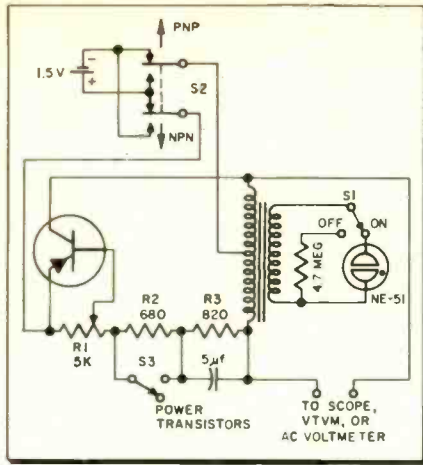 PNP
1.5V
-
+
S2
NPN
S1
OFF
ON
4.7 MEG
NE-51
R2
680
R3
820
R1
5K
S3
5µf
POWER
TRANSISTORS
TO SCOPE,
VTVM, OR
AC VOLTMETER